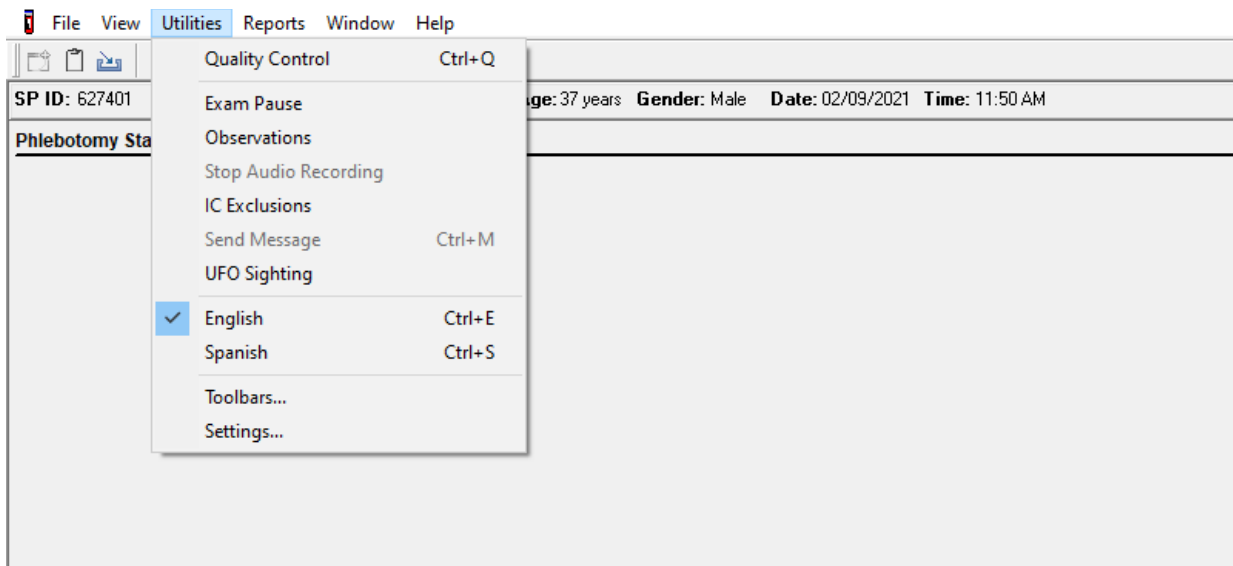 File View Utilities Reports Window Help
Quality Control Ctrl+Q
SP ID: 627401 Age: 37 years Gender: Male Date: 02/09/2021 Time: 11:50 AM
Exam Pause
Phlebotomy Sta
Observations
Stop Audio Recording
IC Exclusions
Send Message Ctrl+M
UFO Sighting
English Ctrl+E
Spanish Ctrl+S
Toolbars...
Settings...